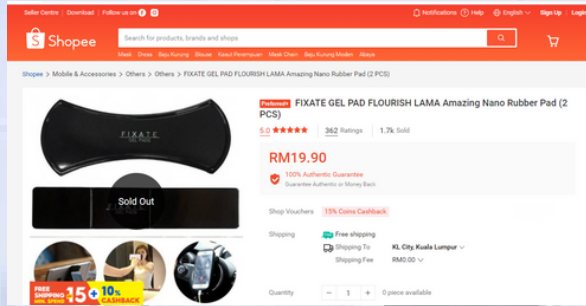 Seller Centre | Download | Follow us on
Notifications Help English Sign Up | Login
Shopee
Search for products, brands and shops
Mask Dress Baju Kurung Blouse Kasut Perempuan Mask Chain Baju Kurung Moden Abaya
Shopee > Mobile & Accessories > Others > Others > FIXATE GEL PAD FLOURISH LAMA Amazing Nano Rubber Pad (2 PCS)
FIXATE
GEL PADS
Sold Out
FREE
SHIPPING
MIN. SPEND
15
+
10%
CASHBACK
Preferred+ FIXATE GEL PAD FLOURISH LAMA Amazing Nano Rubber Pad (2
PCS)
5.0 362 Ratings 1.7k Sold
RM19.90
100% Authentic Guarantee
Guarantee Authentic or Money Back
Shop Vouchers 15% Coins Cashback
Shipping Free shipping
Shipping To KL City, Kuala Lumpur
Shipping Fee RM0.00
Quantity - 1 + 0 piece available